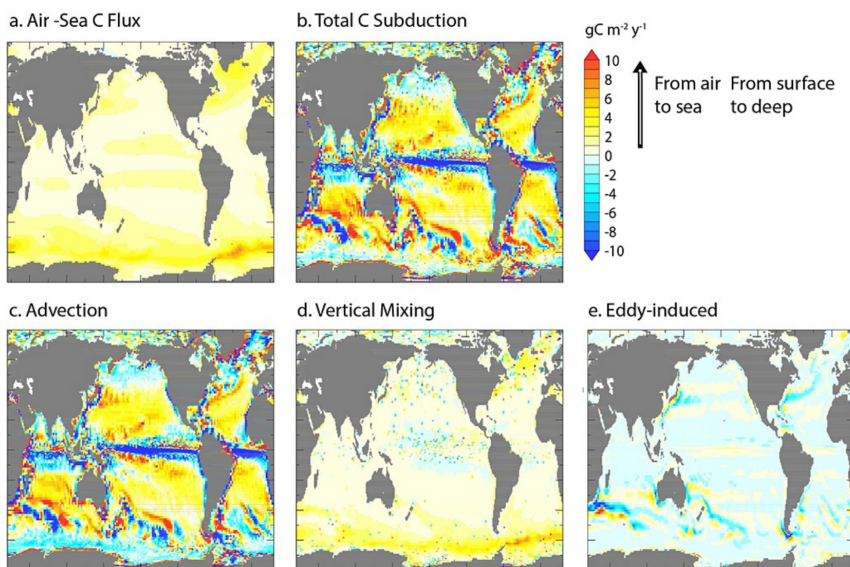 a. Air -Sea C Flux
b. Total C Subduction
gC m⁻² y⁻¹
10
8
6
4
2
0
-2
-4
-6
-8
-10
From air to sea
From surface to deep
c. Advection
d. Vertical Mixing
e. Eddy-induced